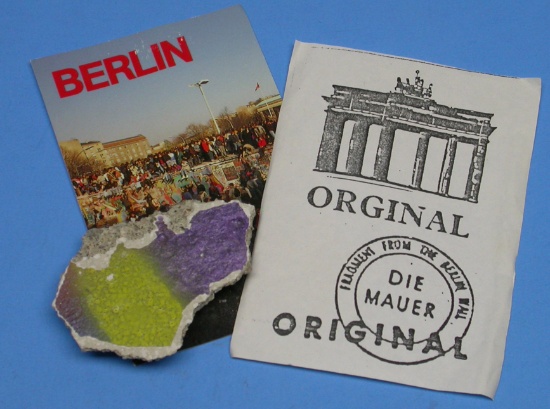 BERLIN
ORGINAL
FRAGMENT FROM THE BERLIN WALL
DIE
MAUER
ORIGINAL